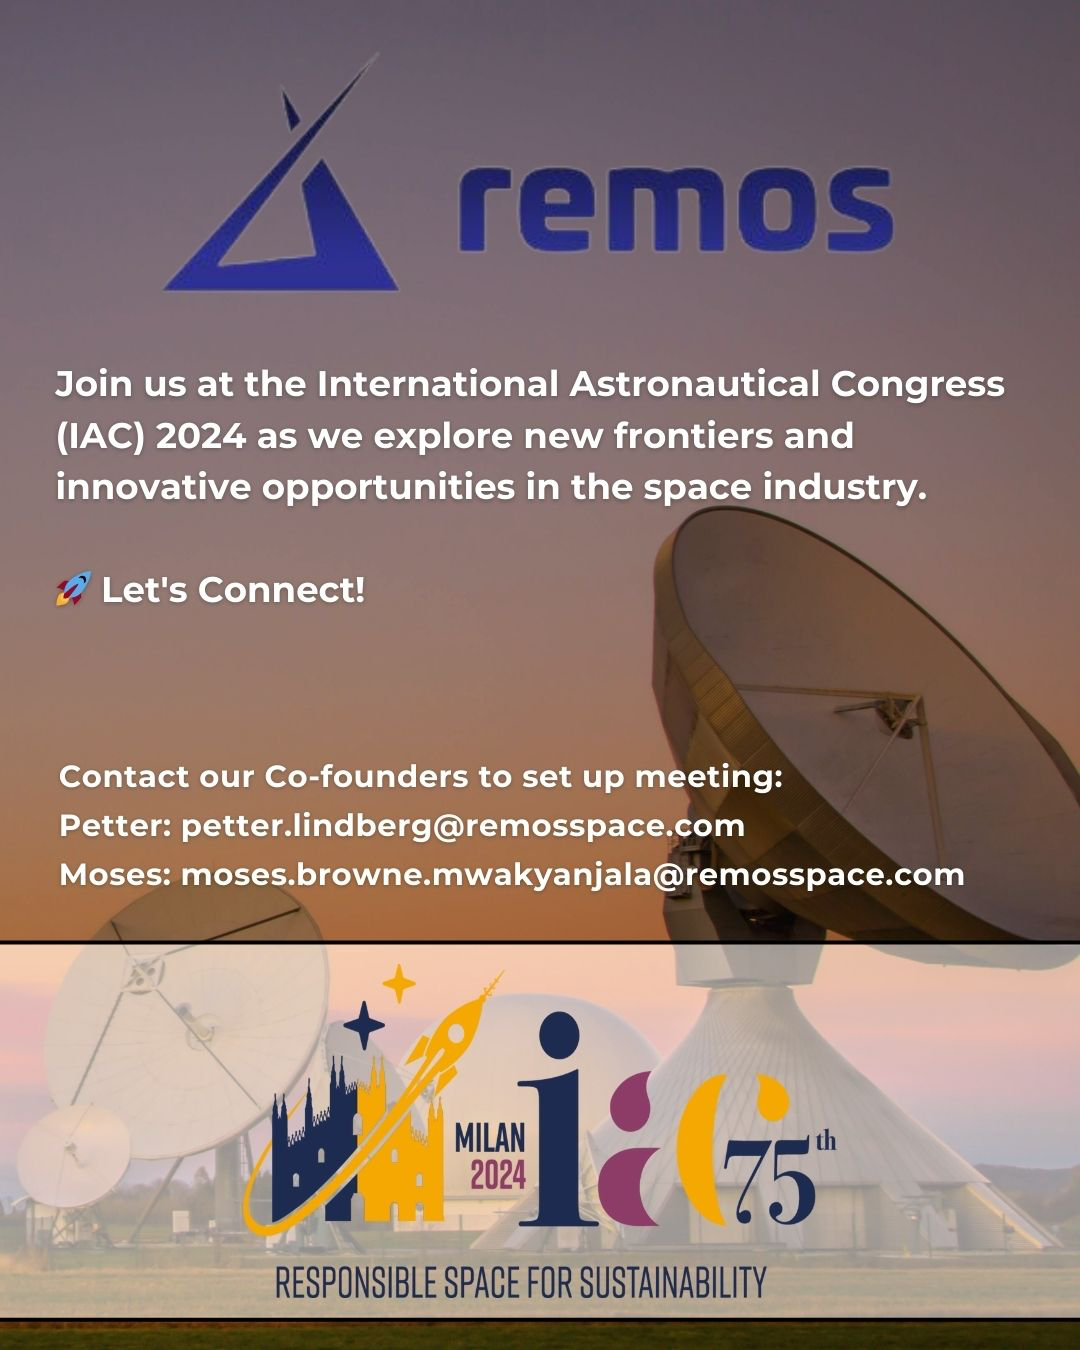 remos
Join us at the International Astronautical Congress
(IAC) 2024 as we explore new frontiers and
innovative opportunities in the space industry.
🚀 Let's Connect!
Contact our Co-founders to set up meeting:
Petter: petter.lindberg@remosspace.com
Moses: moses.browne.mwakyanjala@remosspace.com
MILAN
2024
iac
75th
RESPONSIBLE SPACE FOR SUSTAINABILITY